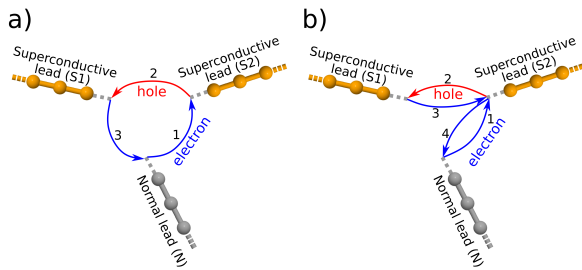 a)
Superconductive
lead (S1)
2
hole
Superconductive
lead (S2)
3
1
electron
Normal lead (N)
b)
Superconductive
lead (S1)
2
hole
3
Superconductive
lead (S2)
1
4
electron
Normal lead (N)